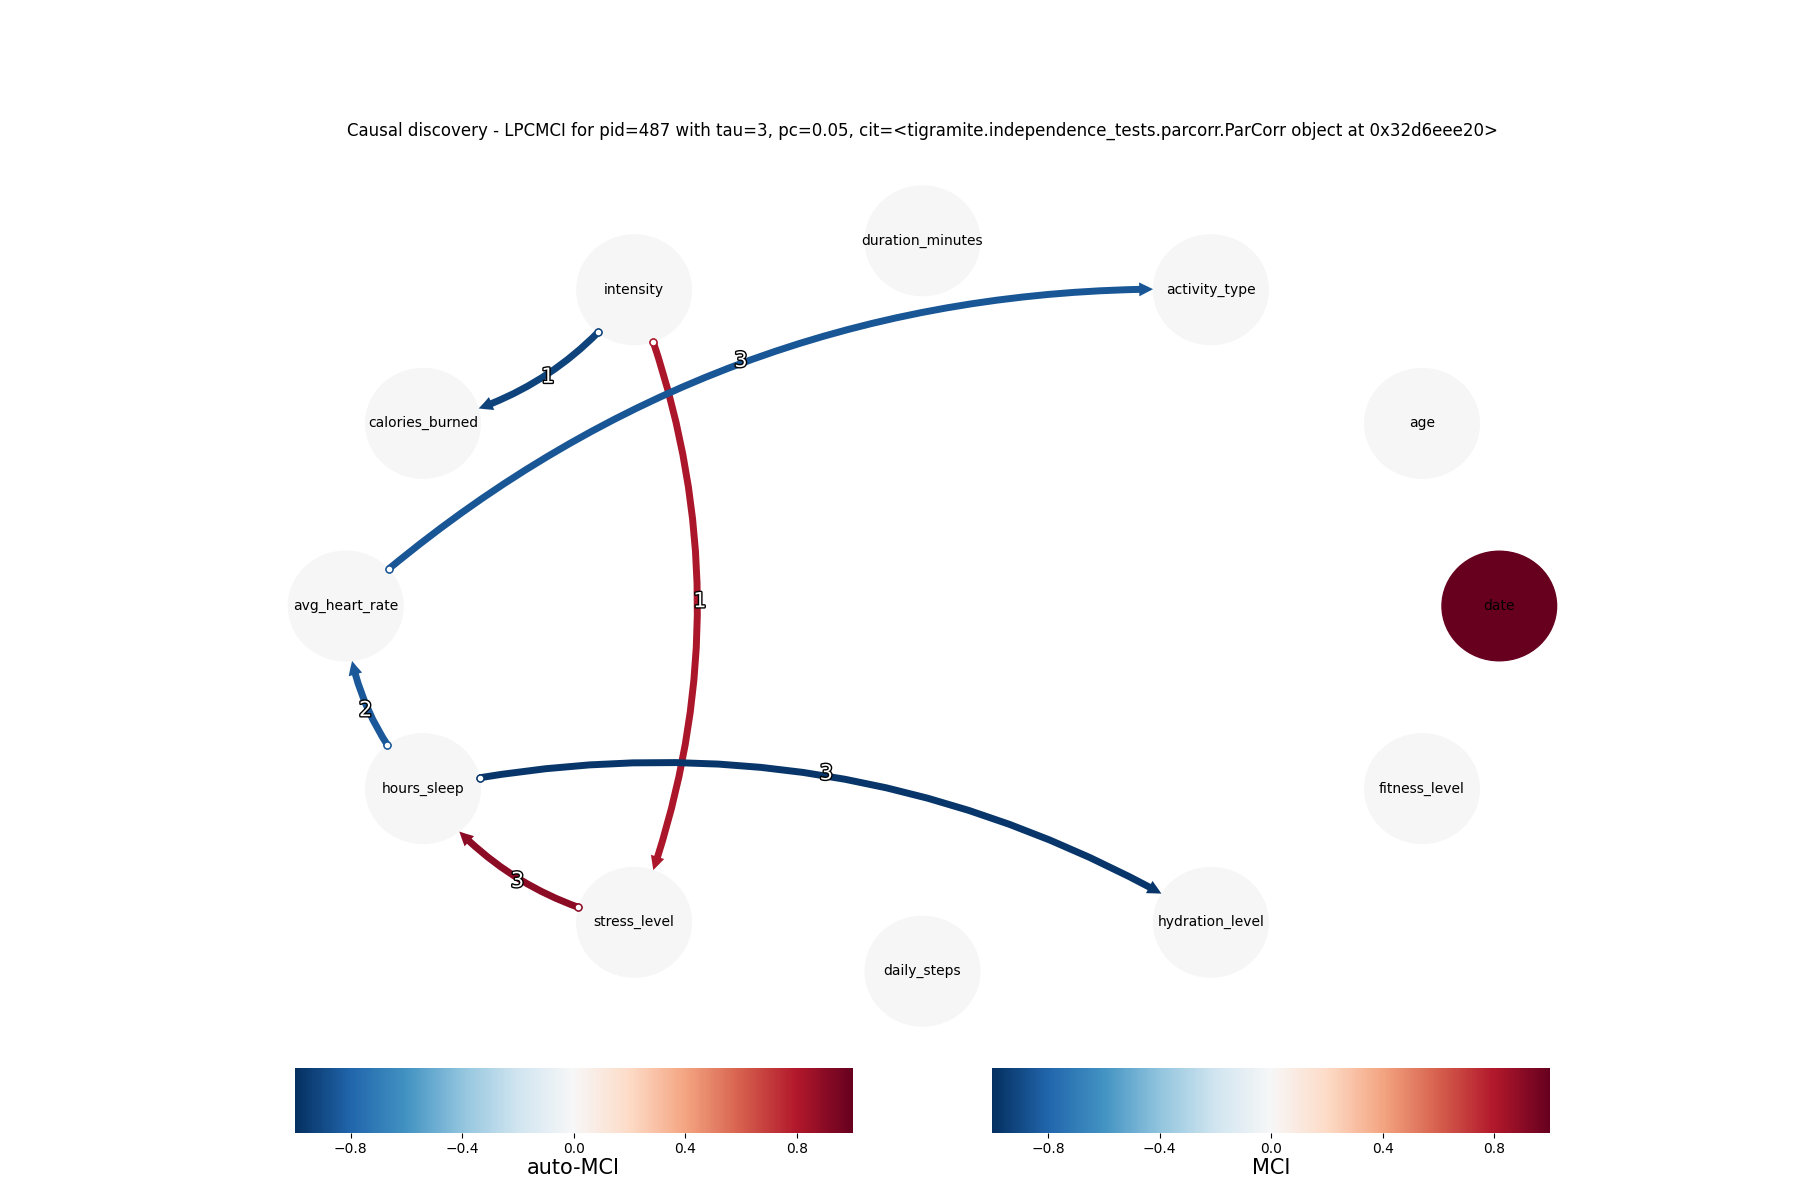 Causal discovery - LPCMCI for pid=487 with tau=3, pc=0.05, cit=<tigramite.independence_tests.parcorr.ParCorr object at 0x32d6eee20>
duration_minutes
intensity
activity_type
3
1
calories_burned
age
1
avg_heart_rate
date
2
3
hours_sleep
fitness_level
3
stress_level
hydration_level
daily_steps
−0.8 −0.4 0.0 0.4 0.8
auto-MCI
−0.8 −0.4 0.0 0.4 0.8
MCI